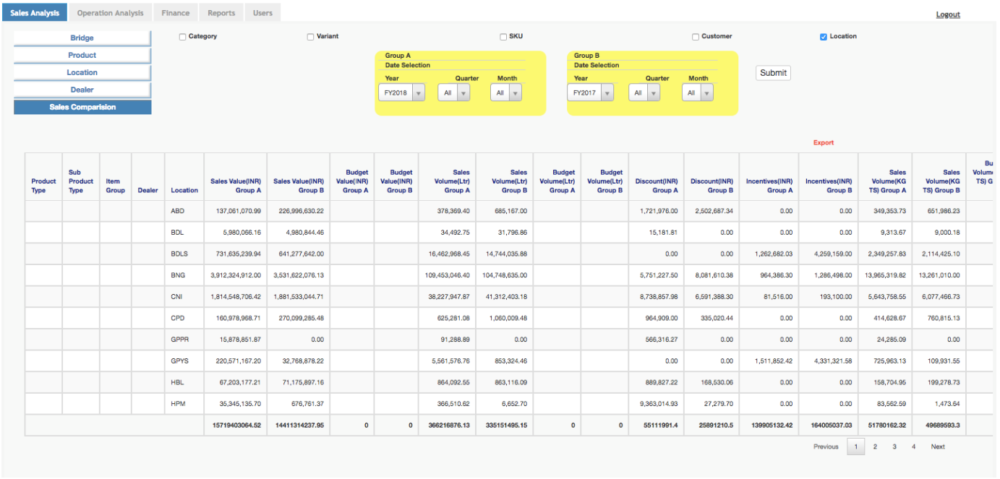 Sales Analysis Operation Analysis Finance Reports Users
Logout
Bridge
Product
Location
Dealer
Sales Comparision
Category Variant SKU Customer Location
Group A
Date Selection
Year Quarter Month
FY2018 All All
Group B
Date Selection
Year Quarter Month
FY2017 All All
Submit
Export
Product Type Sub Product Type Item Group Dealer Location Sales Value(INR) Group A Sales Value(INR) Group B Budget Value(INR) Group A Budget Value(INR) Group B Sales Volume(Ltr) Group A Sales Volume(Ltr) Group B Budget Volume(Ltr) Group A Budget Volume(Ltr) Group B Discount(INR) Group A Discount(INR) Group B Incentives(INR) Group A Incentives(INR) Group B Sales Volume(KG TS) Group A Sales Volume(KG TS) Group B Bu Volum TS) G
ABD 137,061,070.99 226,996,630.22 378,369.40 685,167.00 1,721,976.00 2,502,687.34 0.00 0.00 349,353.73 651,986.23
BDL 5,980,066.16 4,980,844.46 34,492.75 31,796.86 15,181.81 0.00 0.00 0.00 9,313.67 9,000.18
BDLS 731,635,239.94 641,277,642.00 16,462,968.45 14,744,035.88 0.00 0.00 1,262,682.03 4,259,159.00 2,349,257.83 2,114,425.10
BNG 3,912,324,912.00 3,531,622,076.13 109,453,046.40 104,748,635.00 5,751,227.50 8,081,610.38 964,386.30 1,286,498.00 13,965,319.82 13,261,010.00
CNI 1,814,548,706.42 1,881,533,044.71 38,227,947.87 41,312,403.18 8,738,857.98 6,591,388.30 81,516.00 193,100.00 5,643,758.55 6,077,466.73
CPD 160,978,968.71 270,099,285.48 625,281.08 1,060,009.48 964,909.00 335,020.44 0.00 0.00 414,628.67 760,815.13
GPPR 15,878,851.87 0.00 91,288.89 0.00 566,316.27 0.00 0.00 0.00 24,285.09 0.00
GPYS 220,571,167.20 32,768,878.22 5,561,576.76 853,324.46 0.00 0.00 1,511,852.42 4,331,321.58 725,963.13 109,931.55
HBL 67,203,177.21 71,175,897.16 864,092.55 863,116.09 889,827.22 168,530.06 0.00 0.00 158,704.95 199,278.73
HPM 35,345,135.70 676,761.37 366,510.62 6,652.70 9,363,014.93 27,279.70 0.00 0.00 83,562.59 1,473.64
15719403064.52 14411314237.95 0 0 366216876.13 335151495.15 0 0 55111991.4 25891210.5 139905132.42 164005037.03 51780162.32 49689593.3
Previous 1 2 3 4 Next